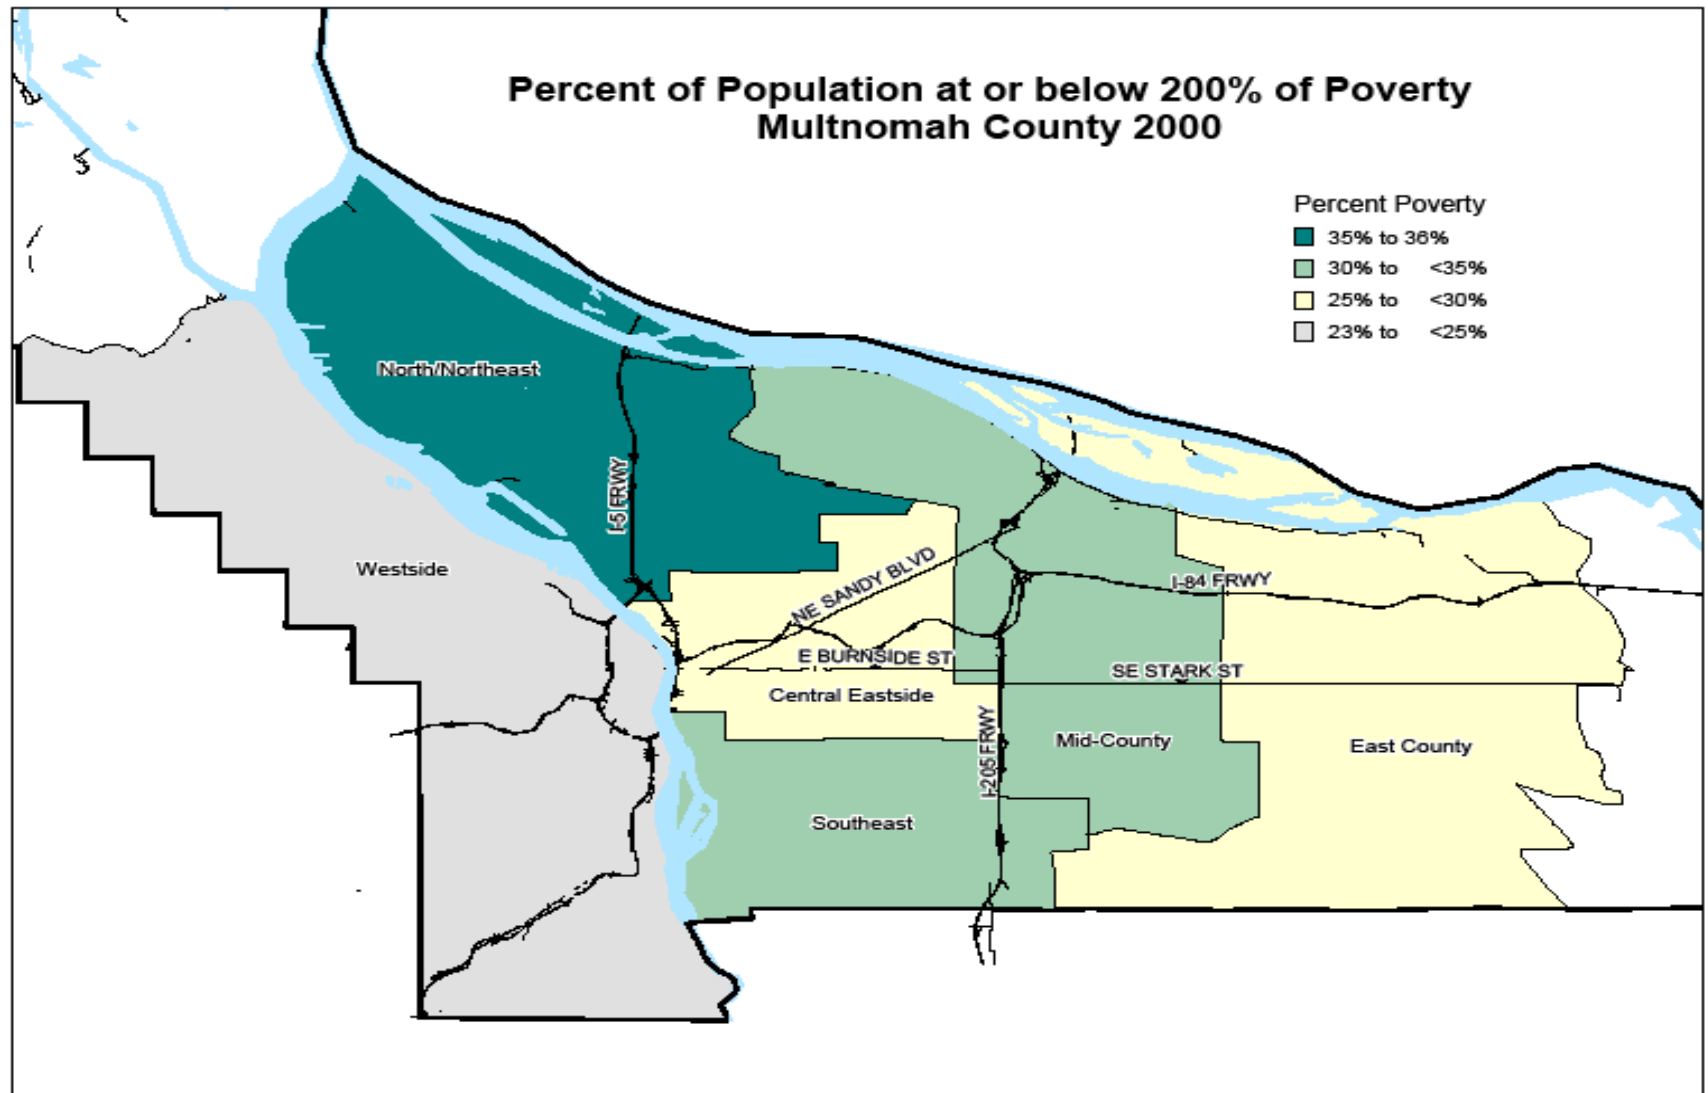 Percent of Population at or below 200% of Poverty
Multnomah County 2000
Percent Poverty
35% to 36%
30% to <35%
25% to <30%
23% to <25%
North/Northeast
I-5 FRWY
Westside
NE SANDY BLVD
I-84 FRWY
E BURNSIDE ST
SE STARK ST
Central Eastside
I-205 FRWY
Mid-County
East County
Southeast